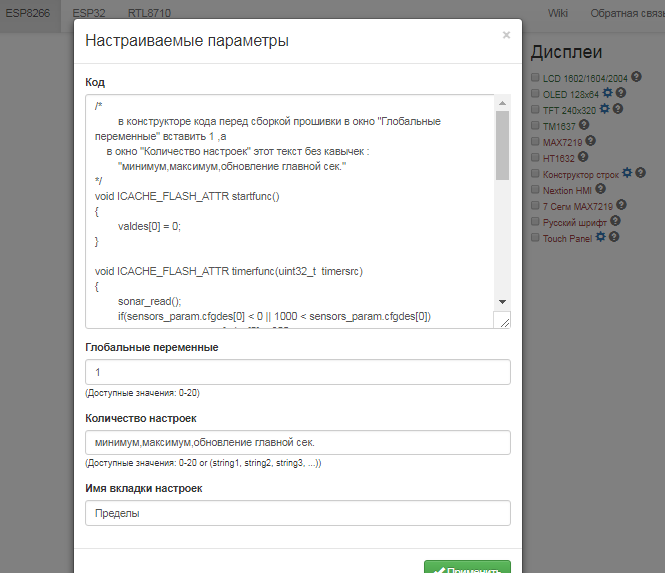 ESP8266 ESP32 RTL8710 Wiki Обратная связь
Настраиваемые параметры ×
Код
/*
в конструкторе кода перед сборкой прошивки в окно "Глобальные
переменные" вставить 1 ,а
в окно "Количество настроек" этот текст без кавычек :
"минимум,максимум,обновление главной сек."
*/
void ICACHE_FLASH_ATTR startfunc()
{
valdes[0] = 0;
}
void ICACHE_FLASH_ATTR timerfunc(uint32_t timersrc)
{
sonar_read();
if(sensors_param.cfgdes[0] < 0 || 1000 < sensors_param.cfgdes[0])
Глобальные переменные
1
(Доступные значения: 0-20)
Количество настроек
минимум,максимум,обновление главной сек.
(Доступные значения: 0-20 or (string1, string2, string3, ...))
Имя вкладки настроек
Пределы
Применить
Дисплеи
LCD 1602/1604/2004
OLED 128x64
TFT 240x320
TM1637
MAX7219
HT1632
Конструктор строк
Nextion HMI
7 Сегм MAX7219
Русский шрифт
Touch Panel